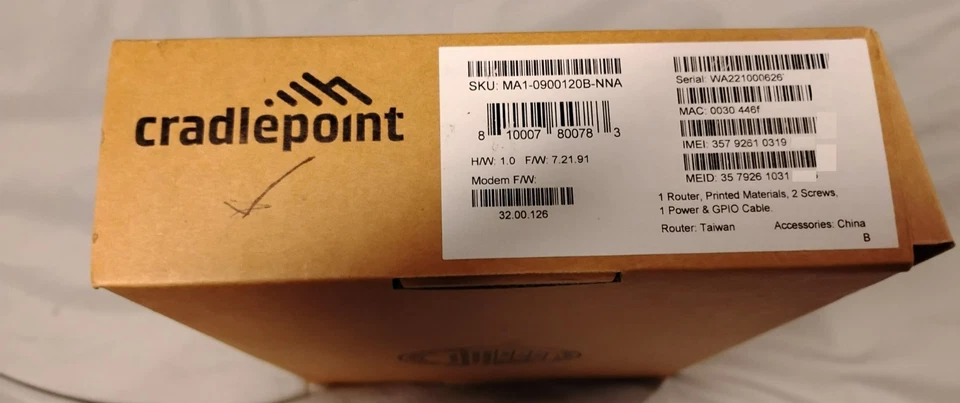 cradlepoint
SKU: MA1-0900120B-NNA
8 10007 80078 3
H/W: 1.0 F/W: 7.21.91
Modem F/W:
32.00.126
Serial: WA221000626
MAC: 0030 446f
IMEI: 357 9261 0319
MEID: 35 7926 1031
1 Router, Printed Materials, 2 Screws,
1 Power & GPIO Cable.
Router: Taiwan Accessories: China
B